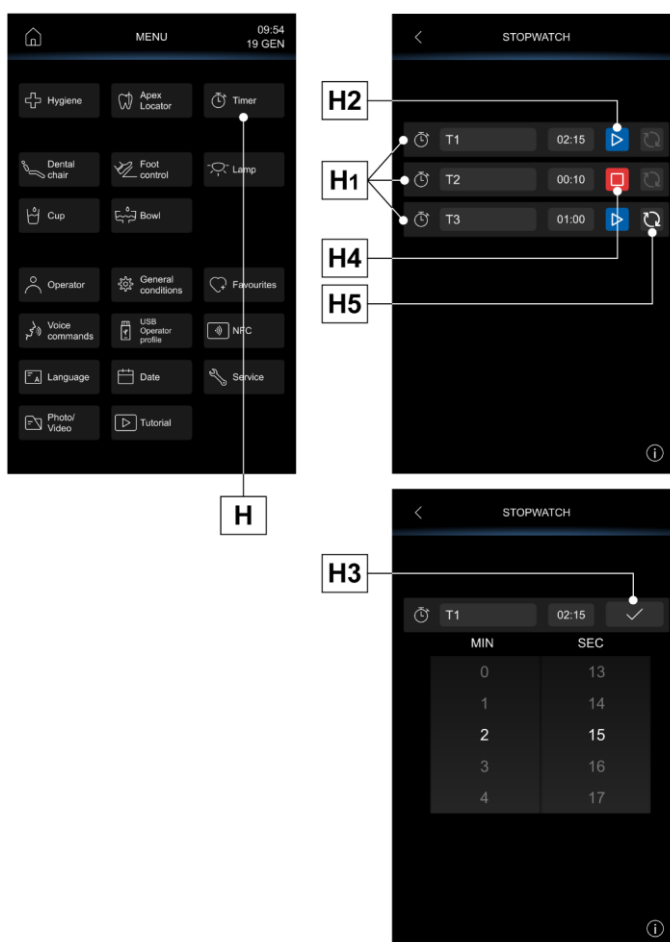 MENU
09:54
19 GEN
Hygiene
Apex
Locator
Timer
Dental
chair
Foot
control
Lamp
Cup
Bowl
Operator
General
conditions
Favourites
Voice
commands
USB
Operator
profile
NFC
Language
Date
Service
Photo/
Video
Tutorial
H
STOPWATCH
H2
T1 02:15
H1
T2 00:10
T3 01:00
H4
H5
STOPWATCH
H3
T1 02:15
MIN SEC
0 13
1 14
2 15
3 16
4 17